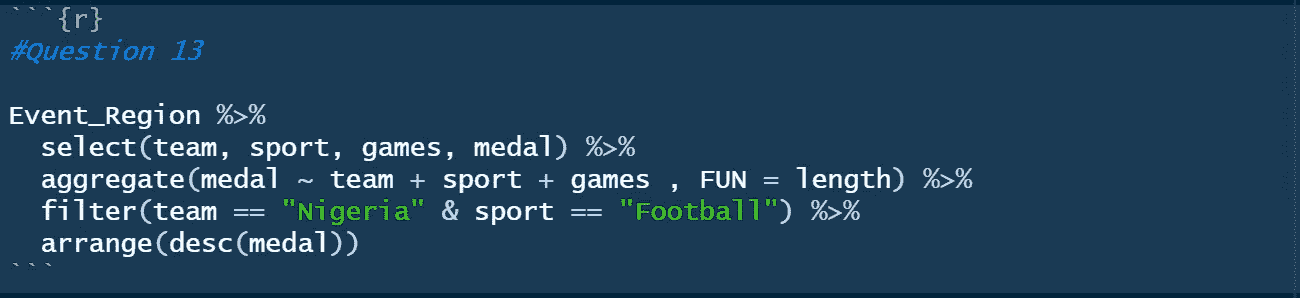 ```{r}
#Question 13
Event_Region %>%
select(team, sport, games, medal) %>%
aggregate(medal ~ team + sport + games , FUN = length) %>%
filter(team == "Nigeria" & sport == "Football") %>%
arrange(desc(medal))
```